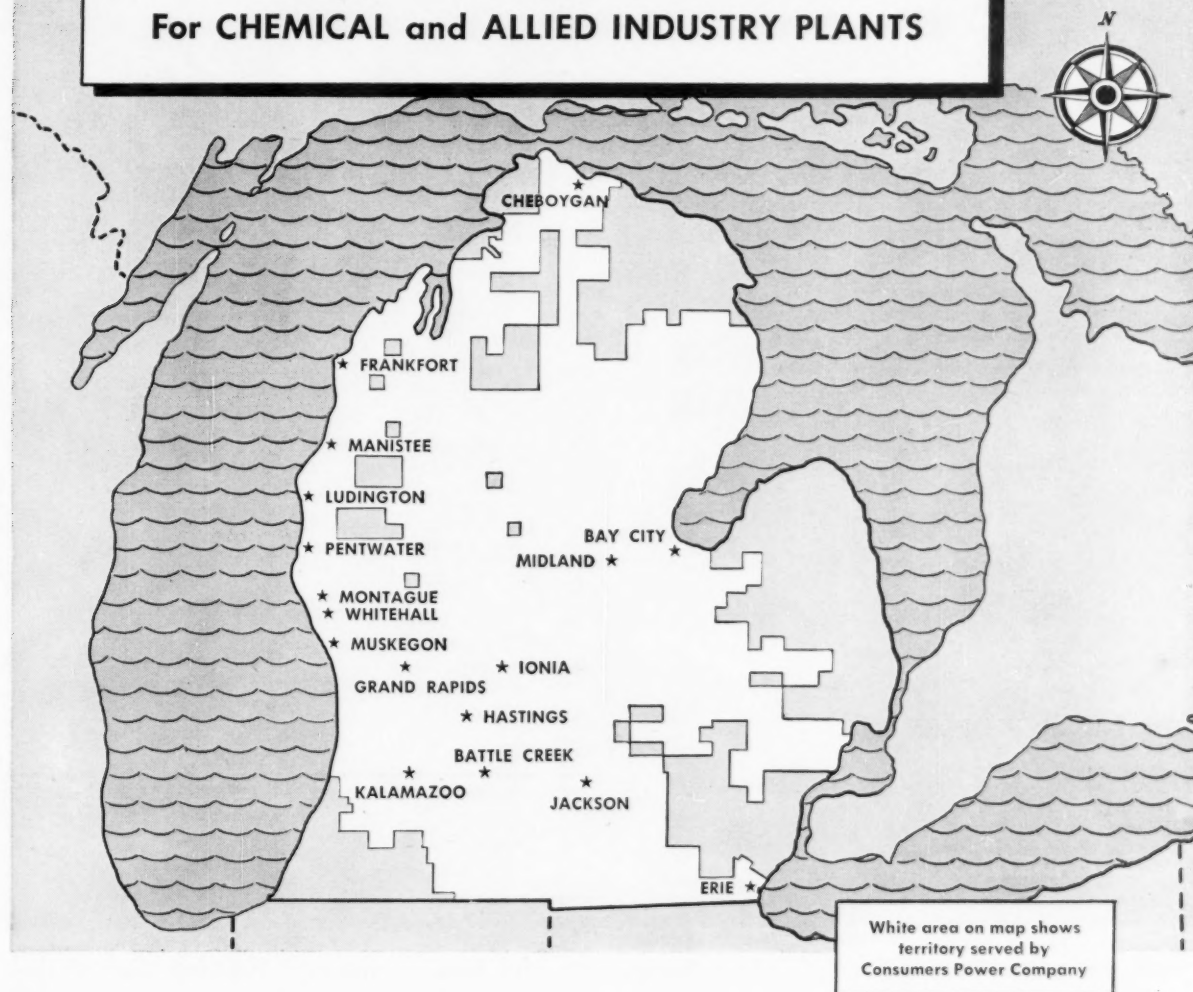 For CHEMICAL and ALLIED INDUSTRY PLANTS
N
CHEBOYGAN
FRANKFORT
MANISTEE
LUDINGTON
BAY CITY
PENTWATER
MIDLAND
MONTAGUE
WHITEHALL
MUSKEGON
IONIA
GRAND RAPIDS
HASTINGS
BATTLE CREEK
KALAMAZOO
JACKSON
ERIE
White area on map shows
territory served by
Consumers Power Company